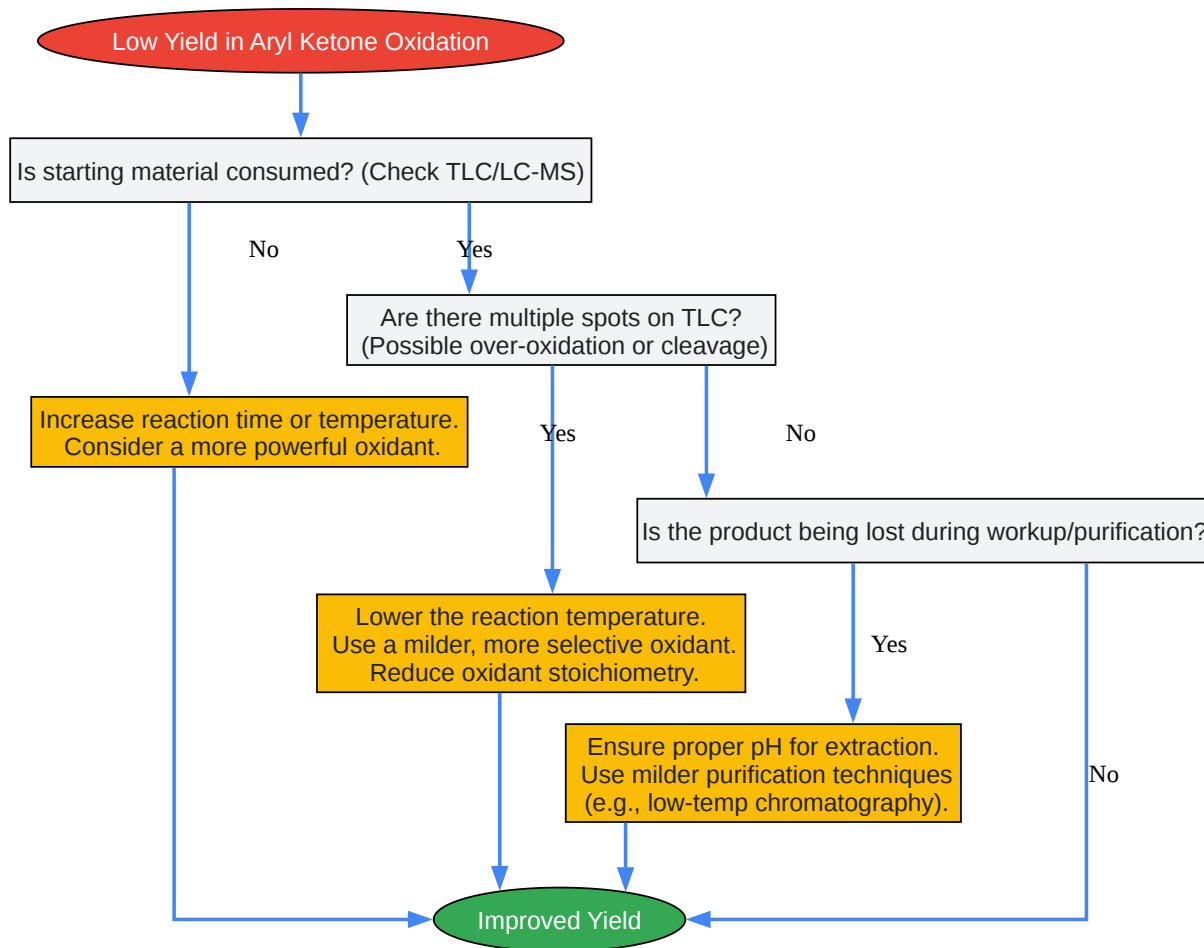 Low Yield in Aryl Ketone Oxidation
Is starting material consumed? (Check TLC/LC-MS)
No
Yes
Are there multiple spots on TLC?
(Possible over-oxidation or cleavage)
Increase reaction time or temperature.
Consider a more powerful oxidant.
Yes
No
Is the product being lost during workup/purification?
Lower the reaction temperature.
Use a milder, more selective oxidant.
Reduce oxidant stoichiometry.
Yes
Ensure proper pH for extraction.
Use milder purification techniques
(e.g., low-temp chromatography).
No
Improved Yield